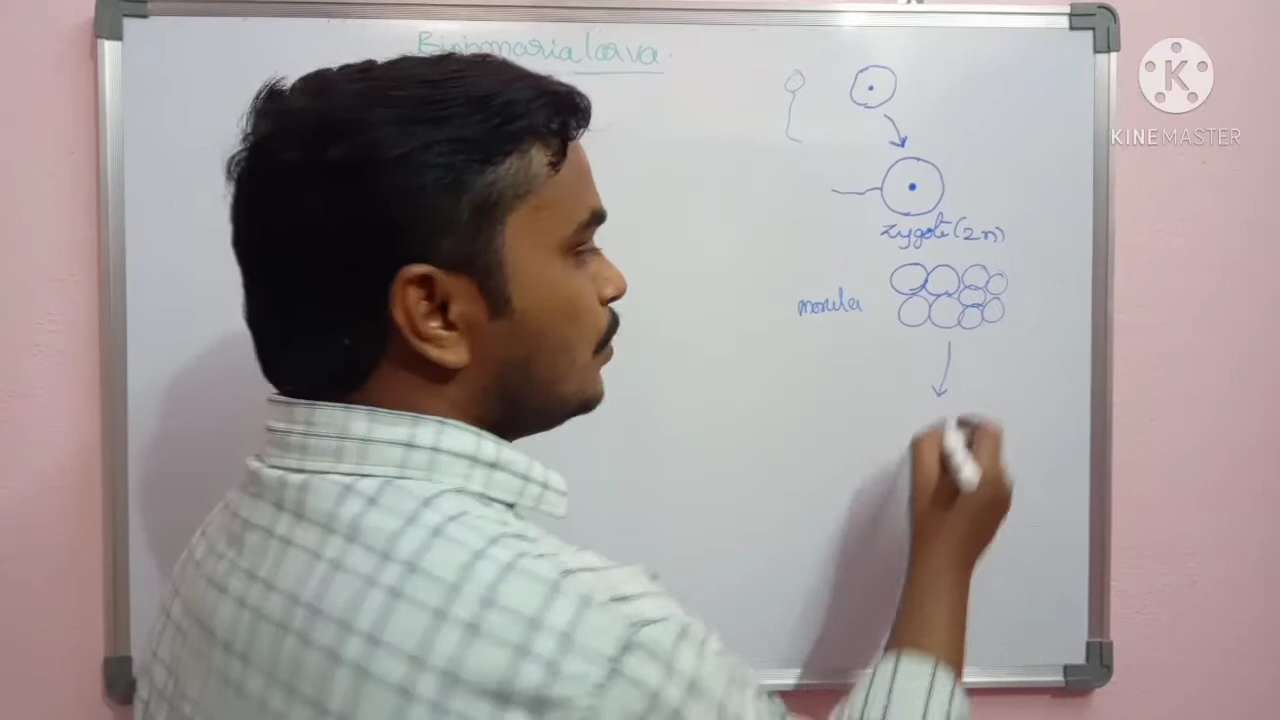 Bipinnaria larva.
zygote (2n)
morula
K
KINEMASTER